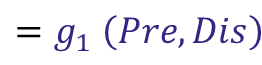 = g₁ (Pre, Dis)